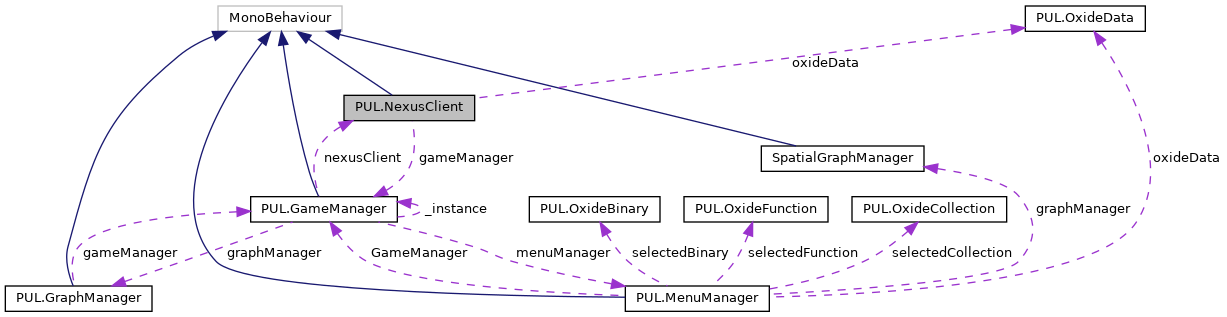 MonoBehaviour
PUL.OxideData
oxideData
PUL.NexusClient
nexusClient
gameManager
SpatialGraphManager
oxideData
PUL.GameManager
_instance
PUL.OxideBinary
PUL.OxideFunction
PUL.OxideCollection
graphManager
gameManager
graphManager
GameManager
menuManager
selectedBinary
selectedFunction
selectedCollection
PUL.GraphManager
PUL.MenuManager